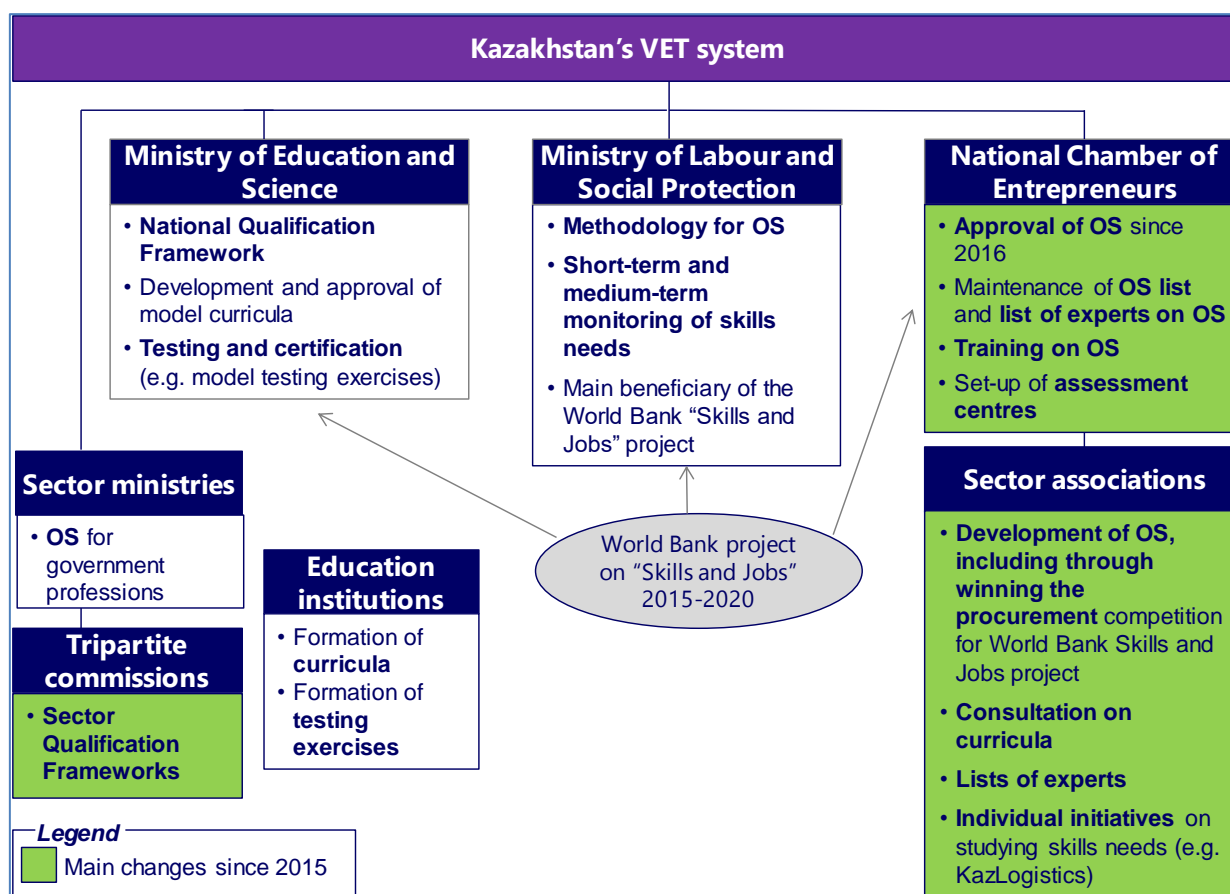 Kazakhstan's VET system
Ministry of Education and
Science
• National Qualification
Framework
• Development and approval of
model curricula
• Testing and certification
(e.g. model testing exercises)
Ministry of Labour and
Social Protection
• Methodology for OS
• Short-term and
medium-term
monitoring of skills
needs
• Main beneficiary of the
World Bank “Skills and
Jobs” project
National Chamber of
Entrepreneurs
• Approval of OS since
2016
• Maintenance of OS list
and list of experts on OS
• Training on OS
• Set-up of assessment
centres
Sector ministries
• OS for
government
professions
Tripartite
commissions
• Sector
Qualification
Frameworks
Education
institutions
• Formation of
curricula
• Formation of
testing
exercises
World Bank project
on “Skills and Jobs”
2015-2020
Sector associations
• Development of OS,
including through
winning the
procurement competition
for World Bank Skills and
Jobs project
• Consultation on
curricula
• Lists of experts
• Individual initiatives on
studying skills needs (e.g.
KazLogistics)
Legend
Main changes since 2015